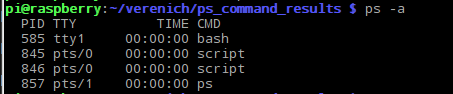 pi@raspberry:~/verenich/ps_command_results $ ps -a
  PID TTY          TIME CMD
  585 tty1     00:00:00 bash
  845 pts/0    00:00:00 script
  846 pts/0    00:00:00 script
  857 pts/1    00:00:00 ps